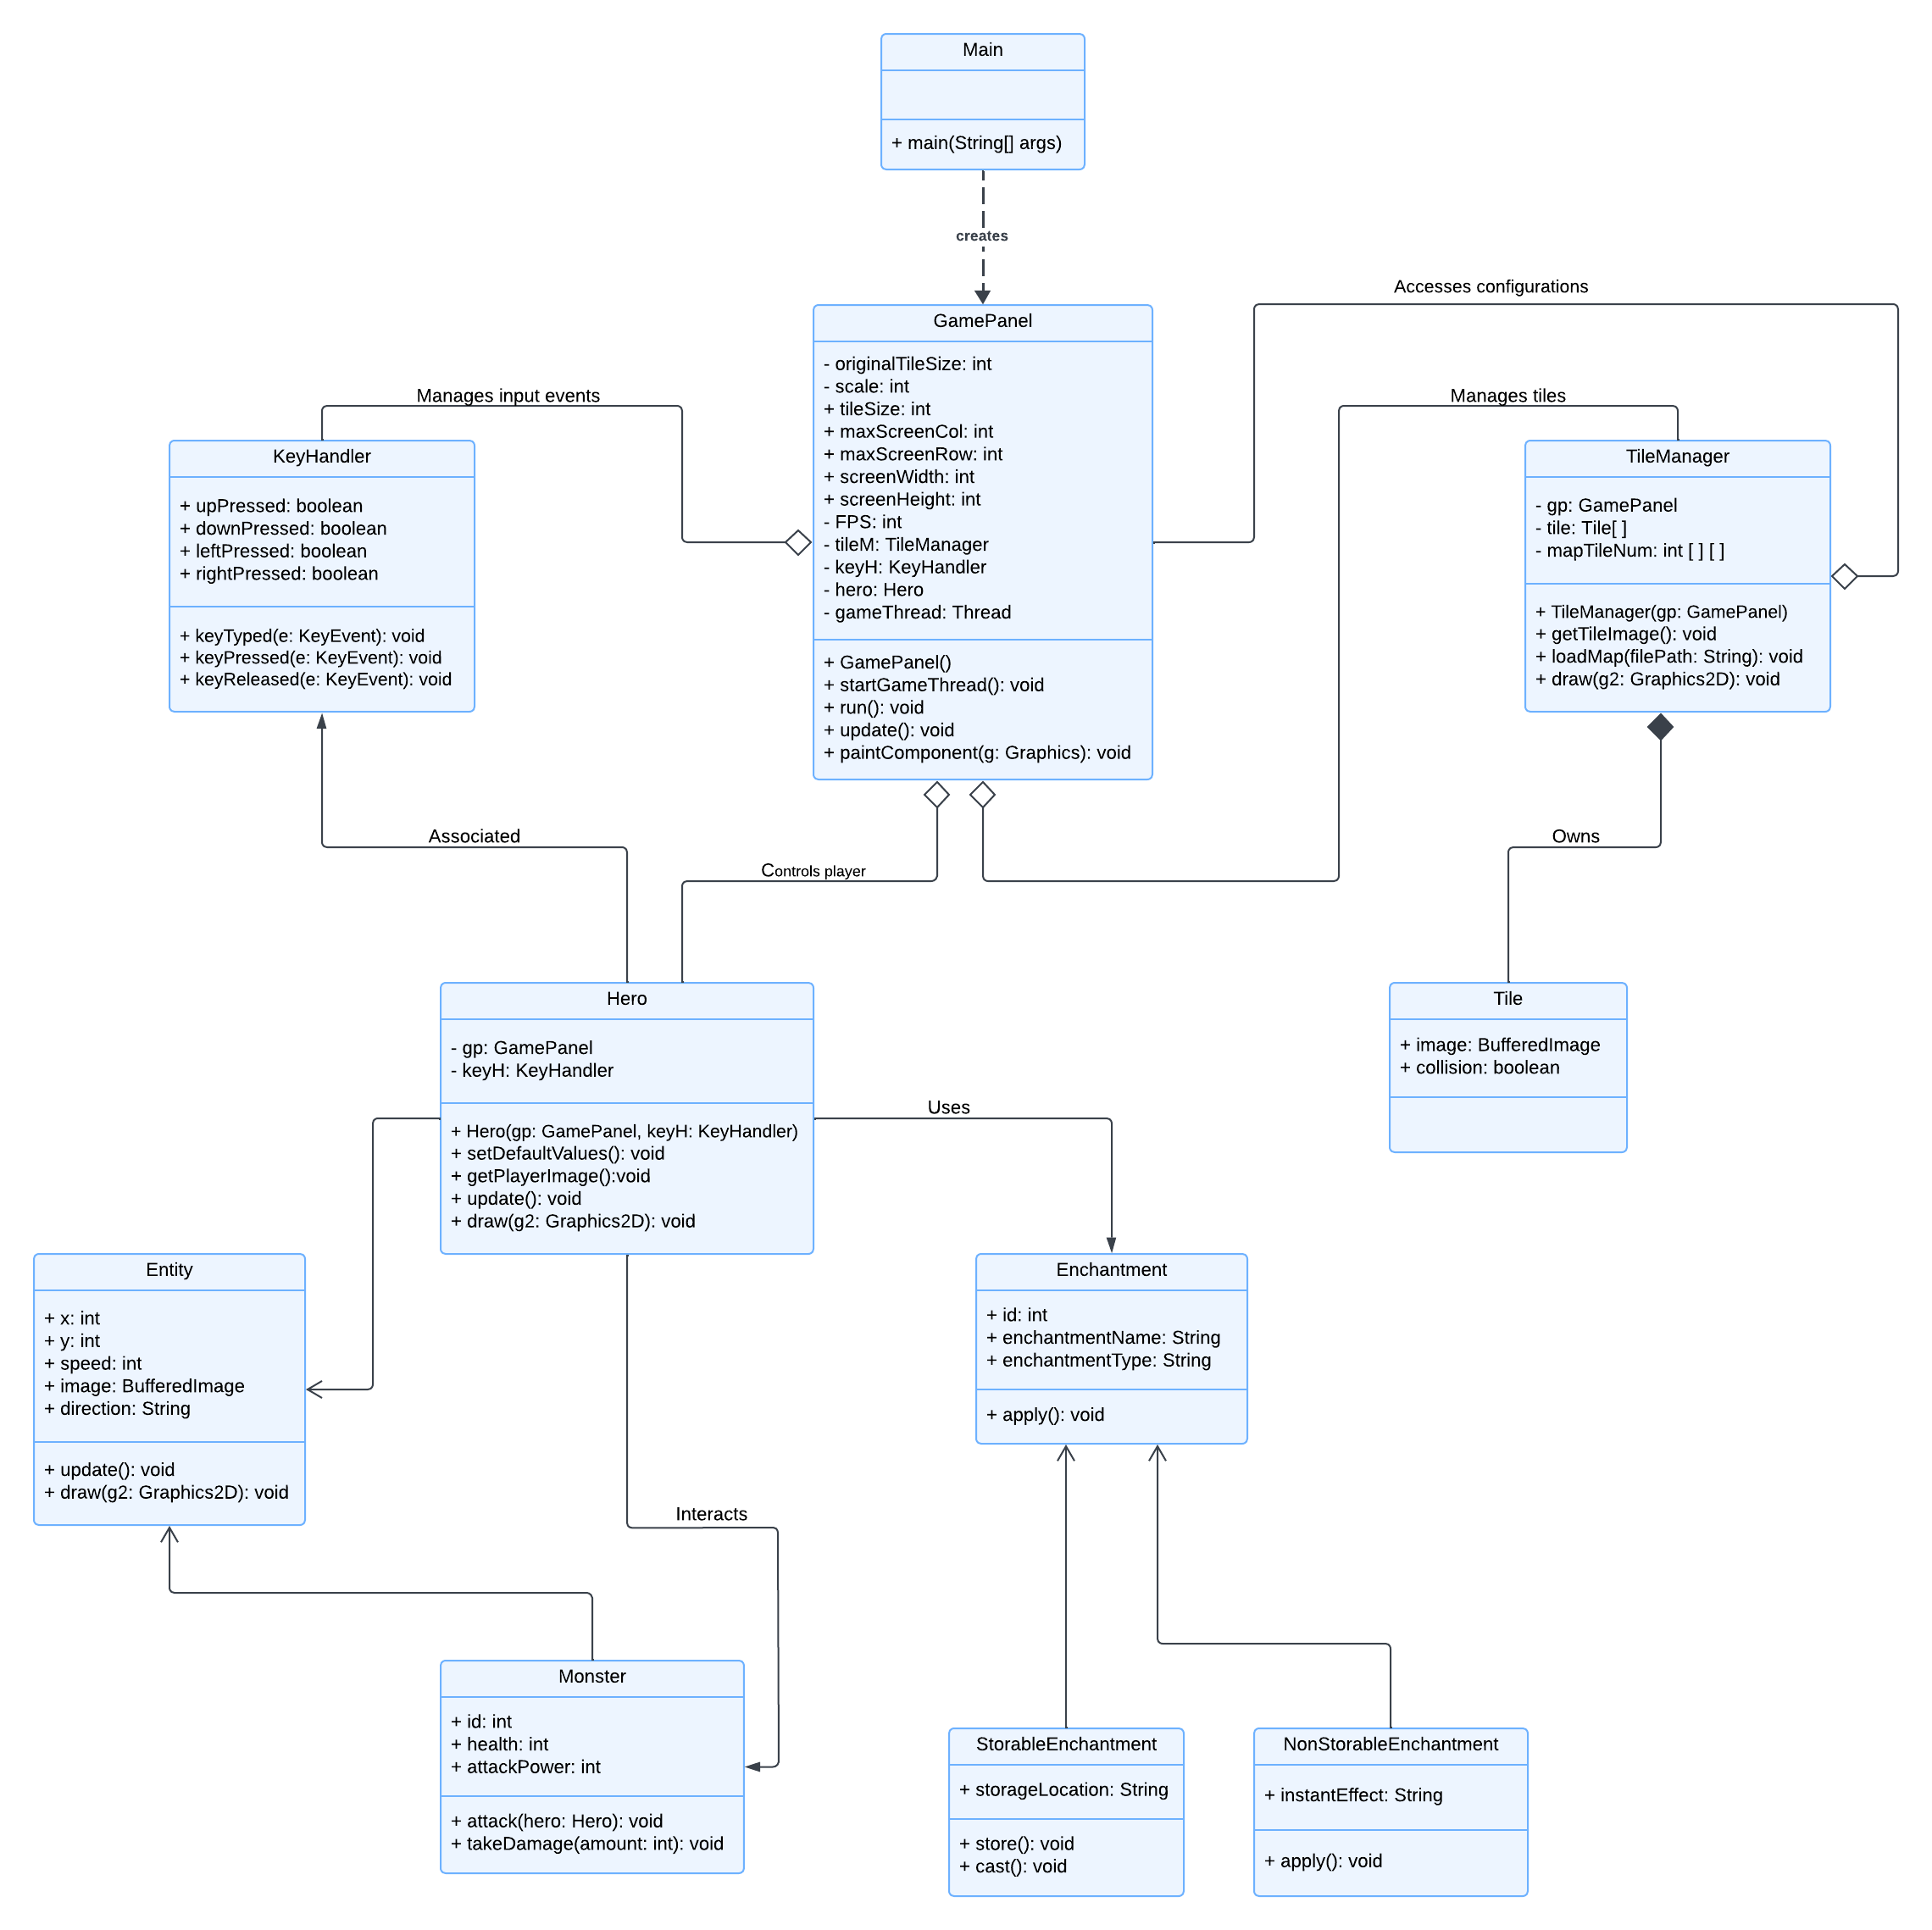 Main
+ main(String[] args)
creates
Accesses configurations
GamePanel
- originalTileSize: int
- scale: int
+ tileSize: int
+ maxScreenCol: int
+ maxScreenRow: int
+ screenWidth: int
+ screenHeight: int
- FPS: int
- tileM: TileManager
- keyH: KeyHandler
- hero: Hero
- gameThread: Thread
+ GamePanel()
+ startGameThread(): void
+ run(): void
+ update(): void
+ paintComponent(g: Graphics): void
Manages input events
Manages tiles
KeyHandler
+ upPressed: boolean
+ downPressed: boolean
+ leftPressed: boolean
+ rightPressed: boolean
+ keyTyped(e: KeyEvent): void
+ keyPressed(e: KeyEvent): void
+ keyReleased(e: KeyEvent): void
TileManager
- gp: GamePanel
- tile: Tile[ ]
- mapTileNum: int [ ] [ ]
+ TileManager(gp: GamePanel)
+ getTileImage(): void
+ loadMap(filePath: String): void
+ draw(g2: Graphics2D): void
Associated
Controls player
Owns
Hero
- gp: GamePanel
- keyH: KeyHandler
+ Hero(gp: GamePanel, keyH: KeyHandler)
+ setDefaultValues(): void
+ getPlayerImage():void
+ update(): void
+ draw(g2: Graphics2D): void
Tile
+ image: BufferedImage
+ collision: boolean
Uses
Entity
+ x: int
+ y: int
+ speed: int
+ image: BufferedImage
+ direction: String
+ update(): void
+ draw(g2: Graphics2D): void
Enchantment
+ id: int
+ enchantmentName: String
+ enchantmentType: String
+ apply(): void
Interacts
Monster
+ id: int
+ health: int
+ attackPower: int
+ attack(hero: Hero): void
+ takeDamage(amount: int): void
StorableEnchantment
+ storageLocation: String
+ store(): void
+ cast(): void
NonStorableEnchantment
+ instantEffect: String
+ apply(): void